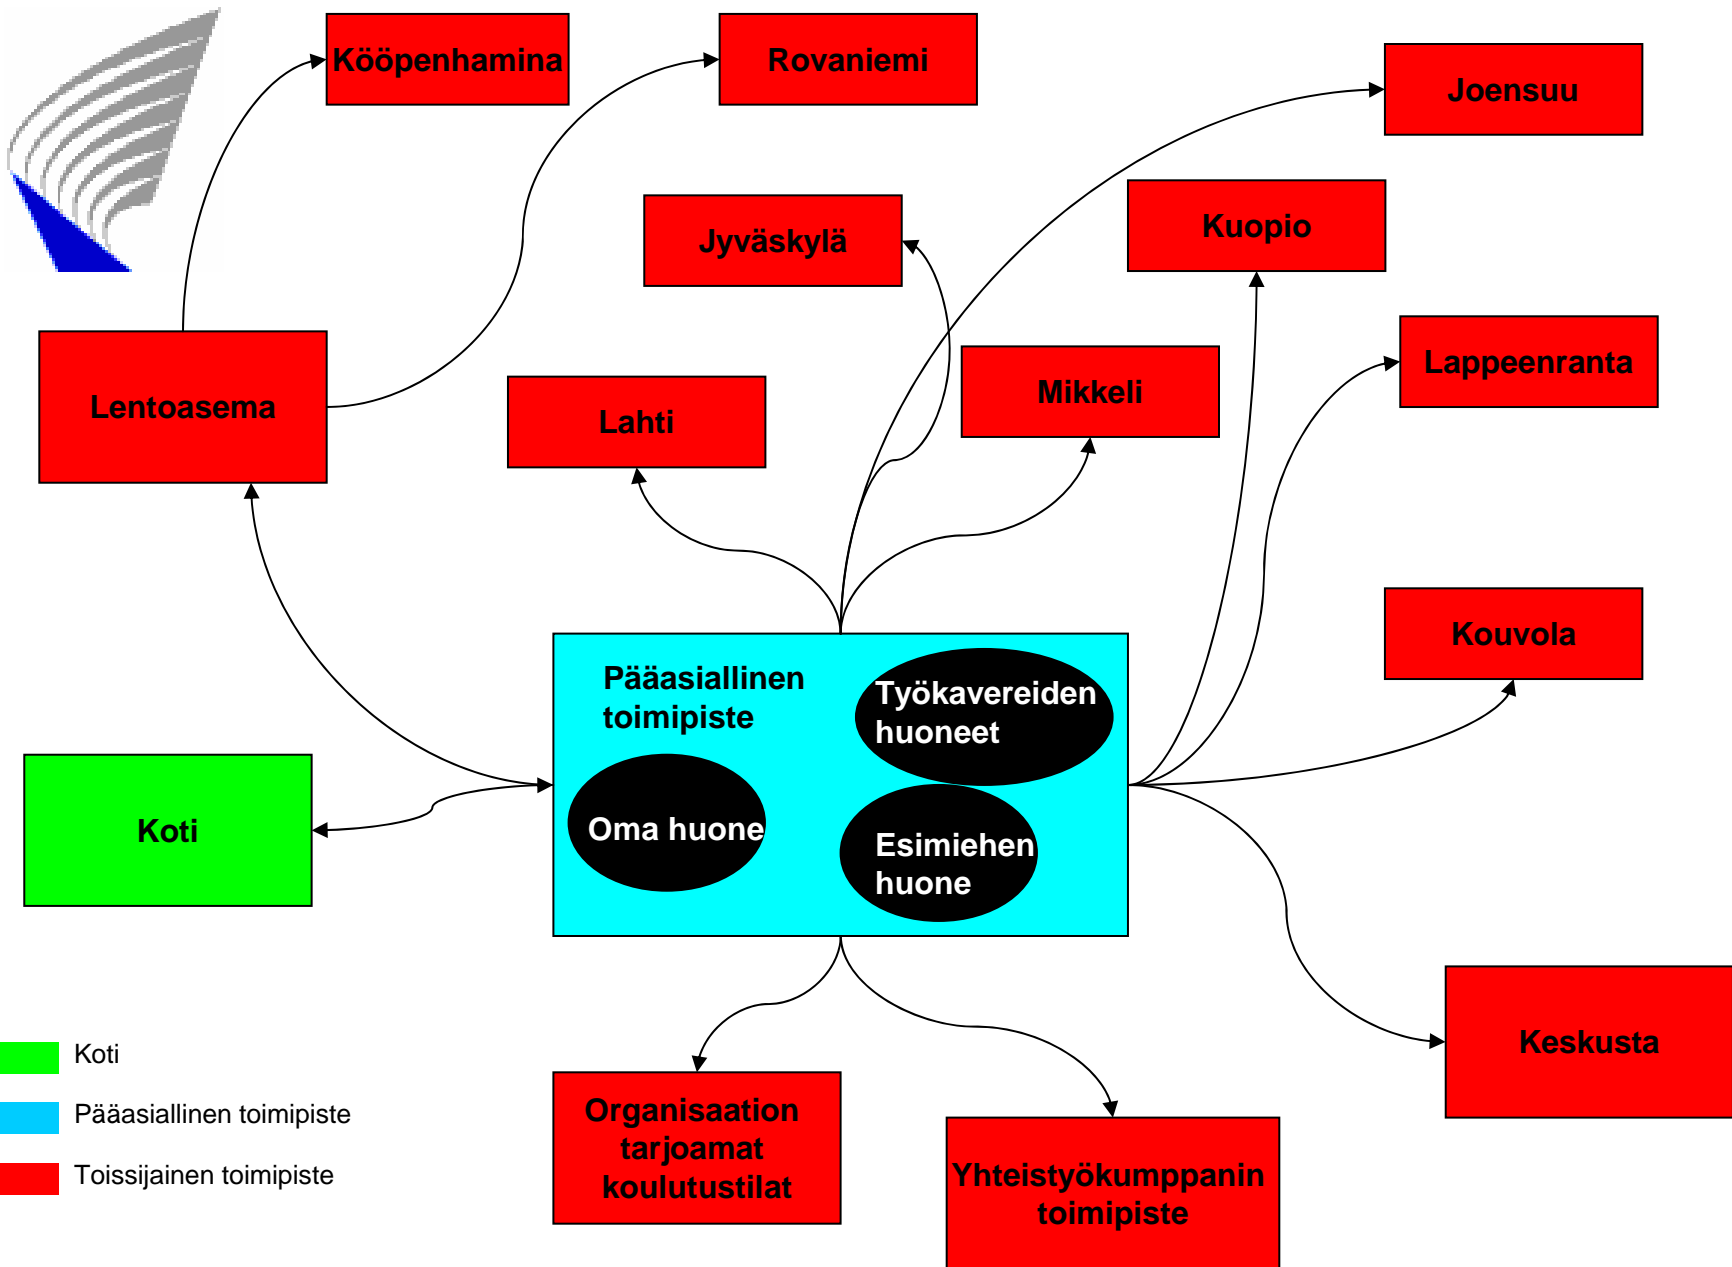 Kööpenhamina
Rovaniemi
Joensuu
Jyväskylä
Kuopio
Lentoasema
Lahti
Mikkeli
Lappeenranta
Kouvola
Pääasiallinen
toimipiste
Työkavereiden
huoneet
Oma huone
Esimiehen
huone
Koti
Keskusta
Organisaation
tarjoamat
koulutustilat
Yhteistyökumppanin
toimipiste
Koti
Pääasiallinen toimipiste
Toissijainen toimipiste